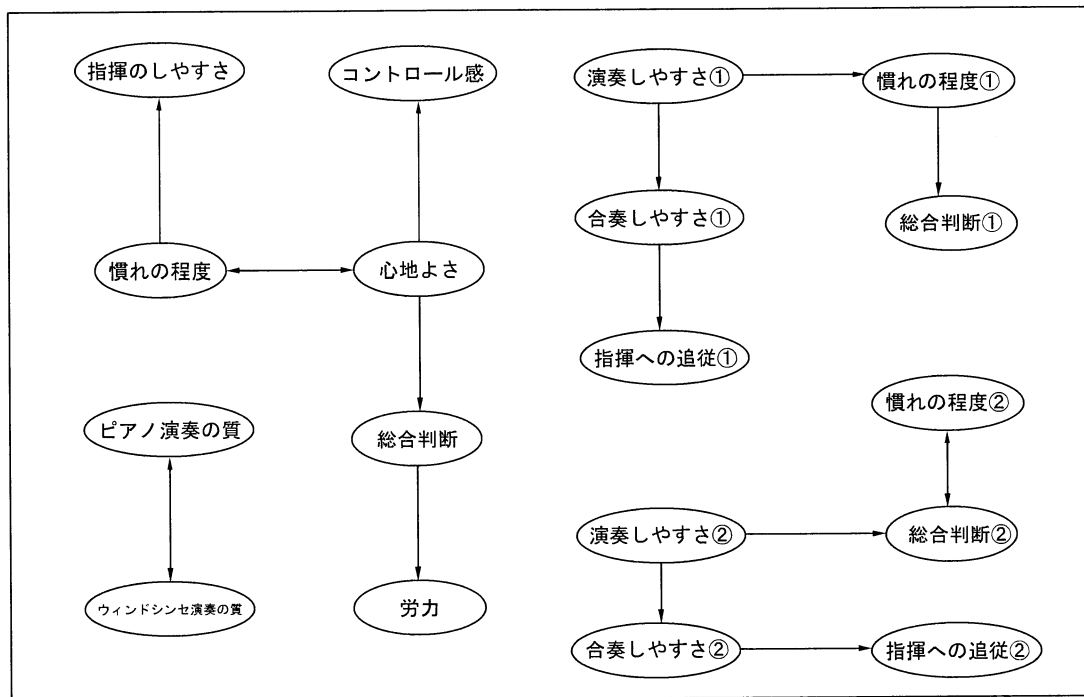 指揮のしやすさ
コントロール感
慣れの程度
心地よさ
ピアノ演奏の質
総合判断
ウィンドシンセ演奏の質
労力
演奏しやすさ①
慣れの程度①
合奏しやすさ①
総合判断①
指揮への追従①
慣れの程度②
演奏しやすさ②
総合判断②
合奏しやすさ②
指揮への追従②